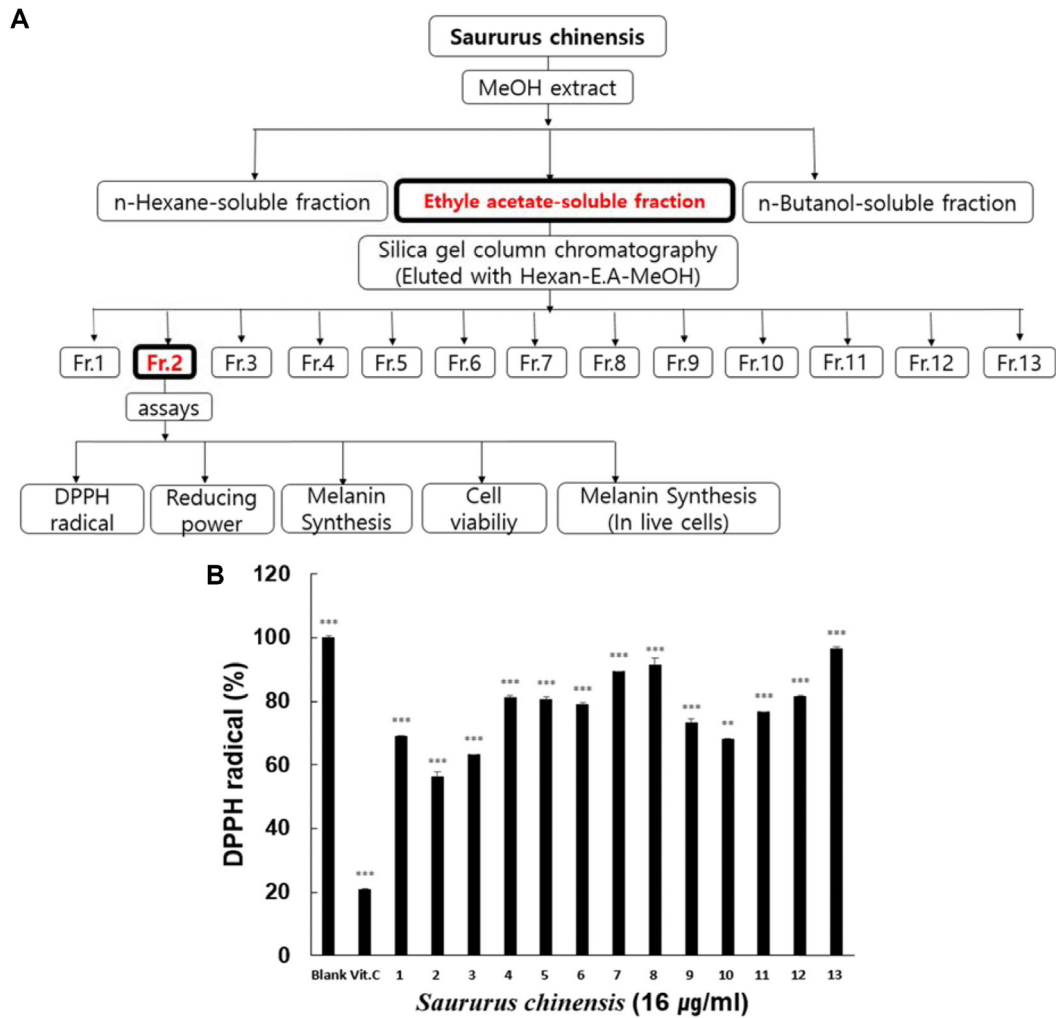 A
Saururus chinensis
MeOH extract
n-Hexane-soluble fraction
Ethyle acetate-soluble fraction
n-Butanol-soluble fraction
Silica gel column chromatography
(Eluted with Hexan-E.A-MeOH)
Fr.1 Fr.2 Fr.3 Fr.4 Fr.5 Fr.6 Fr.7 Fr.8 Fr.9 Fr.10 Fr.11 Fr.12 Fr.13
assays
DPPH
radical
Reducing
power
Melanin
Synthesis
Cell
viabiliy
Melanin Synthesis
(In live cells)
B
DPPH radical (%)
120
100
80
60
40
20
0
*** *** *** *** *** *** *** *** *** *** *** ** *** *** ***
Blank Vit.C 1 2 3 4 5 6 7 8 9 10 11 12 13
Saururus chinensis (16 μg/ml)